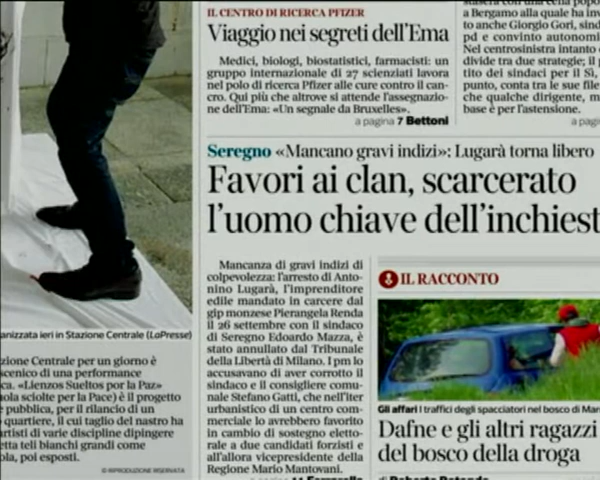 IL CENTRO DI RICERCA PFIZER
Viaggio nei segreti dell'Ema
Medici, biologi, biostatistici, farmacisti: un
gruppo internazionale di 27 scienziati lavora
nel polo di ricerca Pfizer alle cure contro il can-
cro. Qui più che altrove si attende l'assegnazio-
ne dell'Ema: «Un segnale da Bruxelles».
a pagina 7 Bettoni
a Bergamo alla quale ha inv
to anche Giorgio Gori, sind
pd e convinto autonomi
Nel centrosinistra intanto
divide tra due strategie; il p
tito dei sindaci per il Sì,
punto, conta tra le sue file
che qualche dirigente, m
base è per l'astensione.
a pagi
Seregno «Mancano gravi indizi»: Lugarà torna libero
Favori ai clan, scarcerato
l'uomo chiave dell'inchiest
Mancanza di gravi indizi di
colpevolezza: l'arresto di Anto-
nino Lugarà, l'imprenditore
edile mandato in carcere dal
gip monzese Pierangela Renda
il 26 settembre con il sindaco
di Seregno Edoardo Mazza, è
stato annullato dal Tribunale
della Libertà di Milano. I pm lo
accusavano di aver corrotto il
sindaco e il consigliere comu-
nale Stefano Gatti, che nell'iter
urbanistico di un centro com-
merciale lo avrebbero favorito
in cambio di sostegno eletto-
rale a due candidati forzisti e
all'allora vicepresidente della
Regione Mario Mantovani.
IL RACCONTO
Gli affari I traffici degli spacciatori nel bosco di Mar
Dafne e gli altri ragazzi
del bosco della droga
anizzata ieri in Stazione Centrale (LaPresse)
zione Centrale per un giorno è
scenico di una performance
ca. «Lienzos Sueltos por la Paz»
ola sciolte per la Pace) è il progetto
e pubblica, per il rilancio di un
quartiere, il cui taglio del nastro ha
artisti di varie discipline dipingere
etta teli bianchi grandi come
ola, poi esposti.
© RIPRODUZIONE RISERVATA